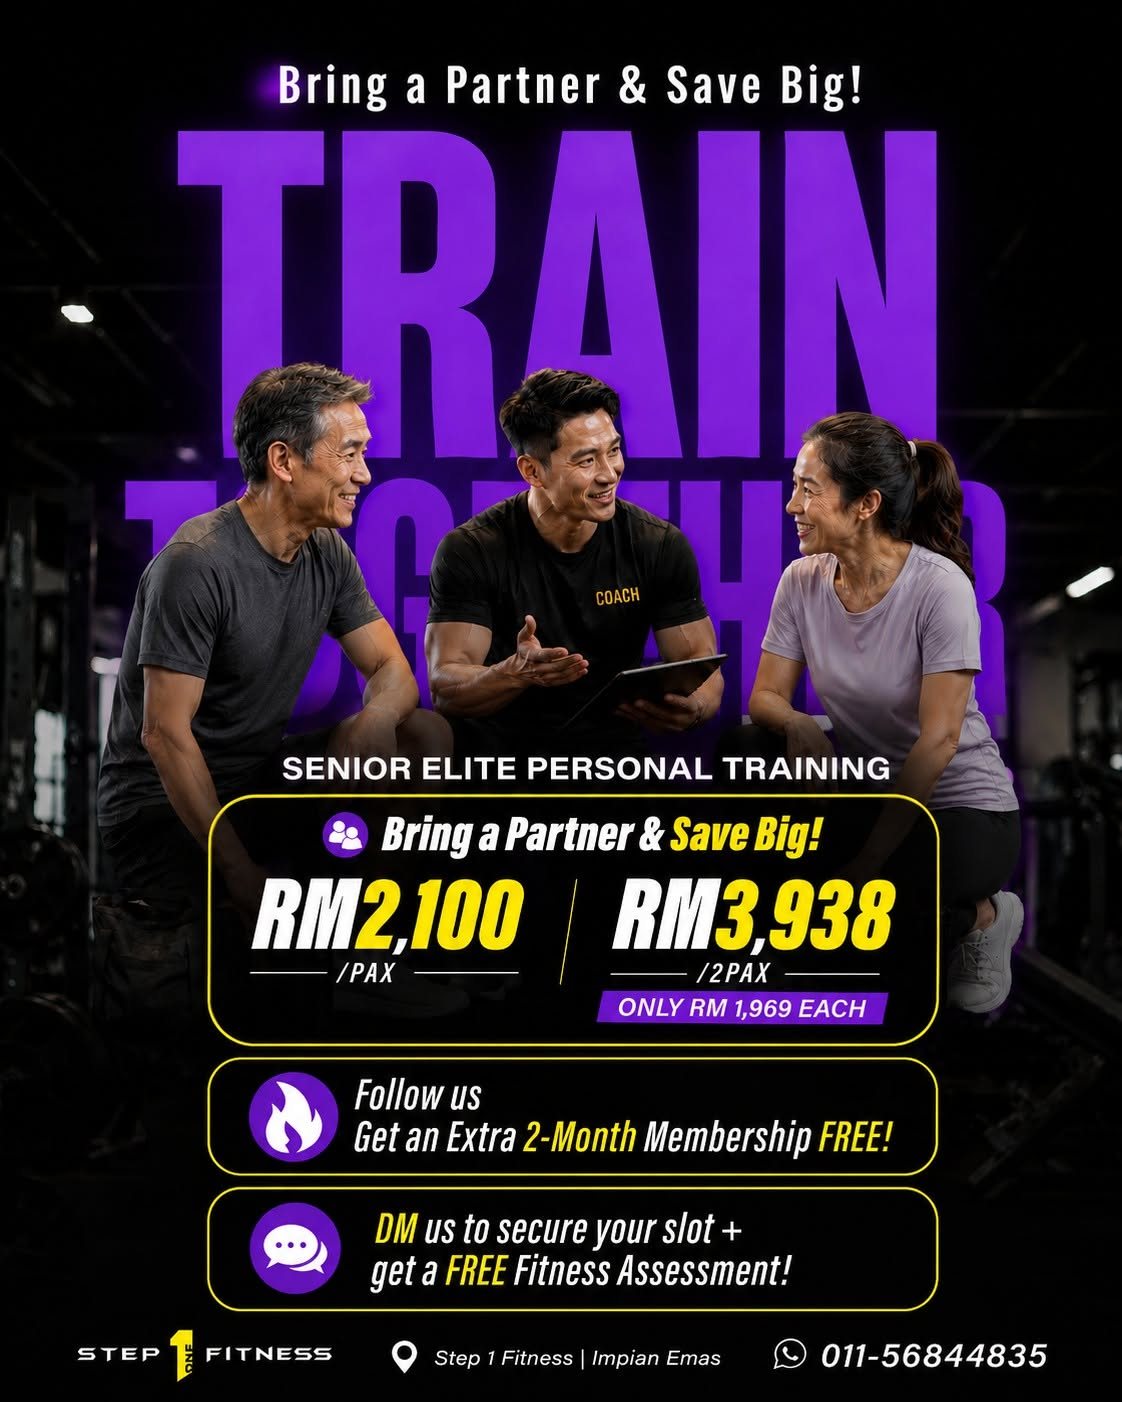 Bring a Partner & Save Big!
TRAIN
TOGETHER
COACH
SENIOR ELITE PERSONAL TRAINING
Bring a Partner & Save Big!
RM2,100
/PAX
RM3,938
/2PAX
ONLY RM 1,969 EACH
Follow us
Get an Extra 2-Month Membership FREE!
DM us to secure your slot +
get a FREE Fitness Assessment!
STEP 1 ONE FITNESS
Step 1 Fitness | Impian Emas
011-56844835